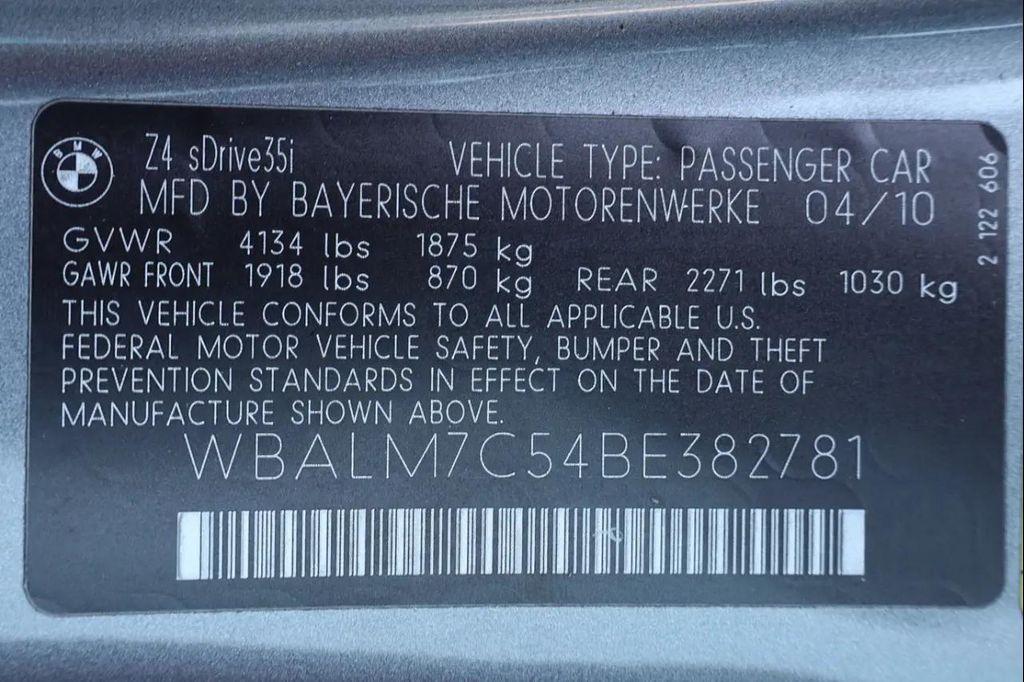 BMW
Z4 sDrive35i VEHICLE TYPE: PASSENGER CAR
MFD BY BAYERISCHE MOTORENWERKE 04/10
GVWR 4134 lbs 1875 kg
GAWR FRONT 1918 lbs 870 kg REAR 2271 lbs 1030 kg
THIS VEHICLE CONFORMS TO ALL APPLICABLE U.S.
FEDERAL MOTOR VEHICLE SAFETY, BUMPER AND THEFT
PREVENTION STANDARDS IN EFFECT ON THE DATE OF
MANUFACTURE SHOWN ABOVE.
WBALM7C54BE382781
2 122 606